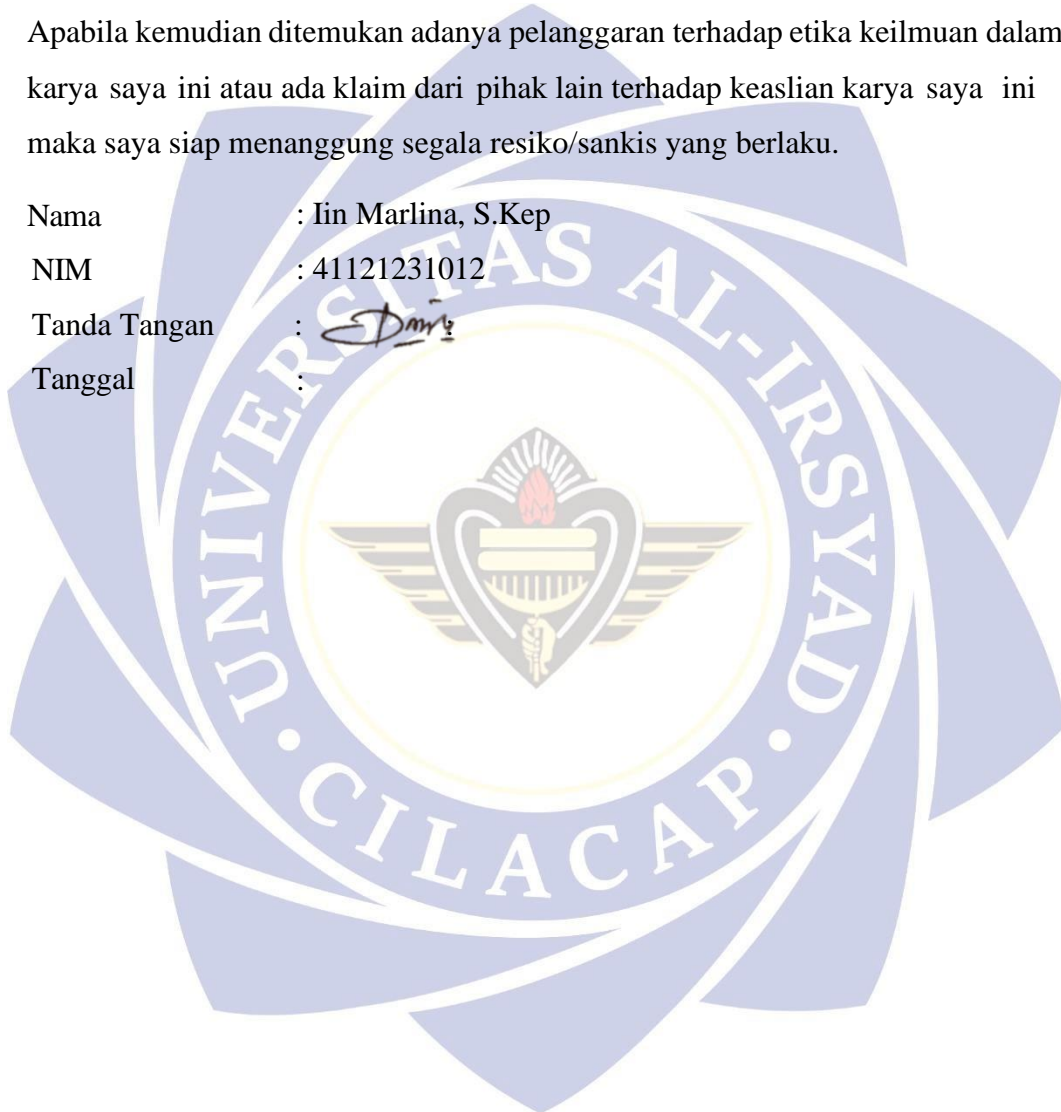 Apabila kemudian ditemukan adanya pelanggaran terhadap etika keilmuan dalam
karya saya ini atau ada klaim dari pihak lain terhadap keaslian karya saya ini
maka saya siap menanggung segala resiko/sankis yang berlaku.
Nama : Iin Marlina, S.Kep
NIM : 41121231012
Tanda Tangan :
Tanggal :
UNIVERSITAS AL-IRSYAD
• CILACAP •